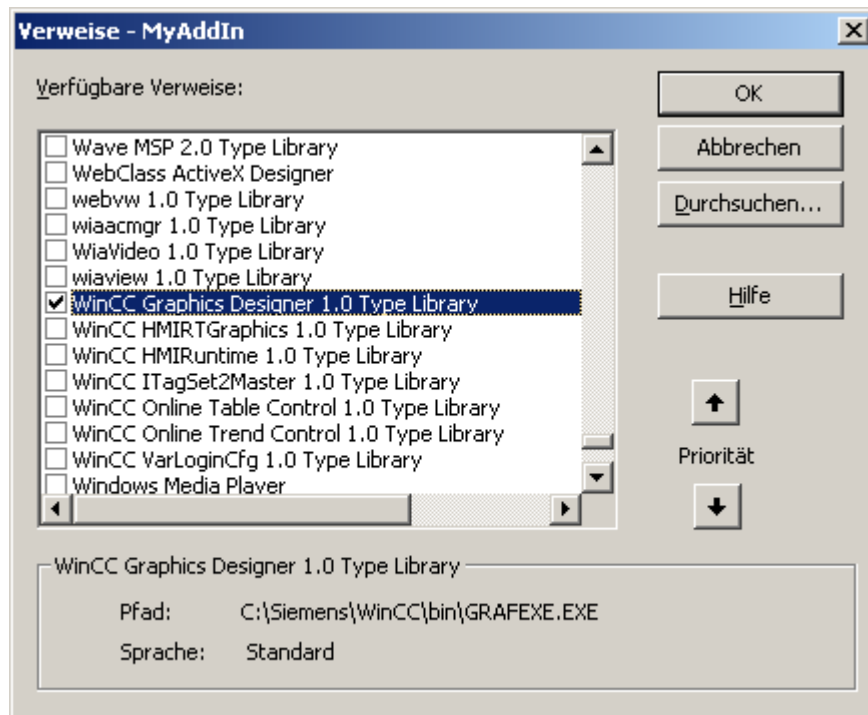 Verweise - MyAddIn
Verfügbare Verweise:
OK
Abbrechen
Durchsuchen...
Hilfe
Priorität
Wave MSP 2.0 Type Library
WebClass ActiveX Designer
webvw 1.0 Type Library
wiaacmgr 1.0 Type Library
WiaVideo 1.0 Type Library
wiaview 1.0 Type Library
WinCC Graphics Designer 1.0 Type Library
WinCC HMIRTGraphics 1.0 Type Library
WinCC HMIRuntime 1.0 Type Library
WinCC ITagSet2Master 1.0 Type Library
WinCC Online Table Control 1.0 Type Library
WinCC Online Trend Control 1.0 Type Library
WinCC VarLoginCfg 1.0 Type Library
Windows Media Player
WinCC Graphics Designer 1.0 Type Library
Pfad: C:\Siemens\WinCC\bin\GRAFEXE.EXE
Sprache: Standard